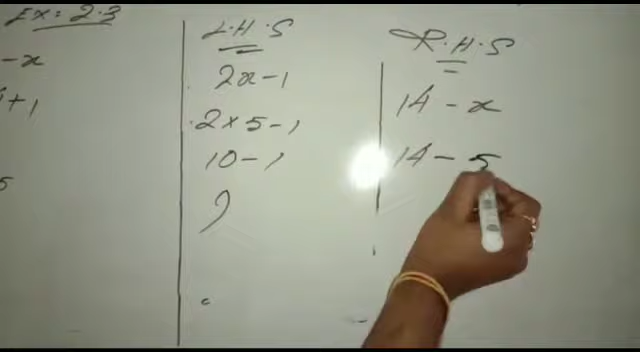 Ex: 2.3
- x
+ 1
5
L.H.S
2x - 1
2 x 5 - 1
10 - 1
9
R.H.S
14 - x
14 - 5